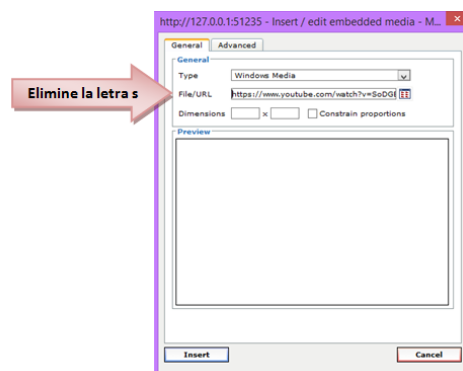 http://127.0.0.1:51235 - Insert / edit embedded media - M...
General Advanced
General
Type Windows Media
Elimine la letra s
File/URL https://www.youtube.com/watch?v=SoDGI
Dimensions x Constrain proportions
Preview
Insert Cancel